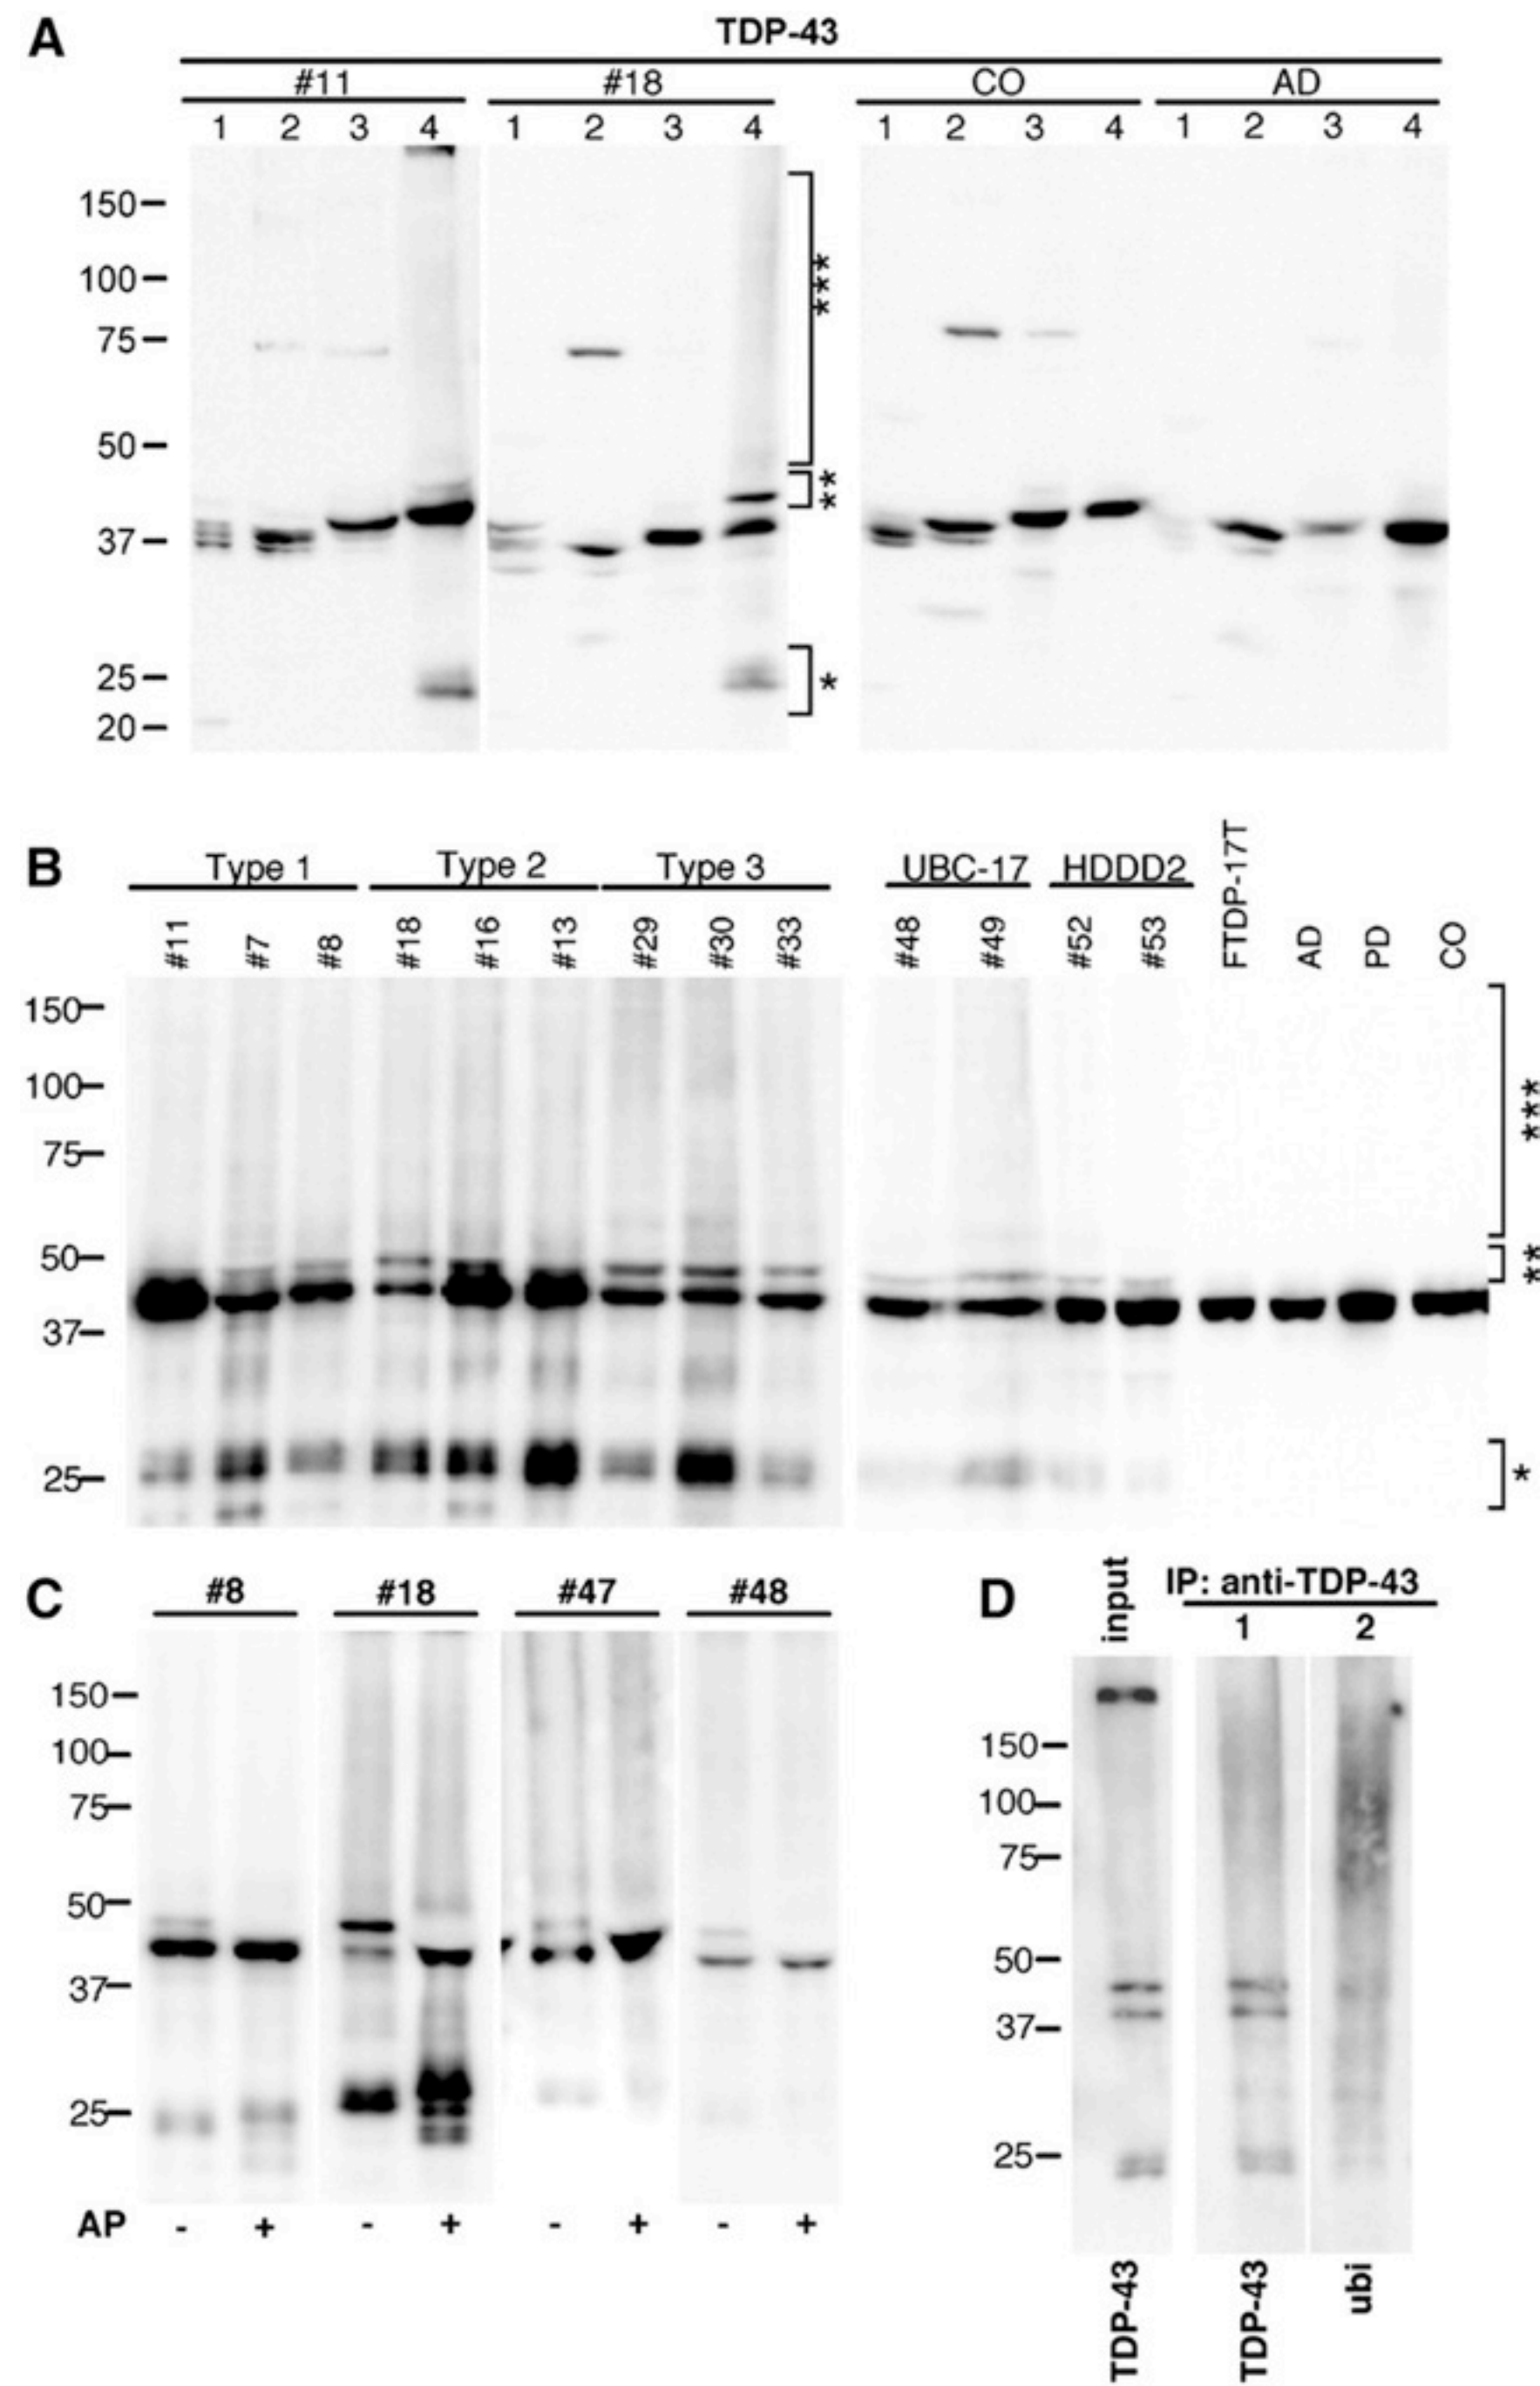 A
TDP-43
#11 #18 CO AD
1 2 3 4 1 2 3 4 1 2 3 4 1 2 3 4
150
100
75
50
37
25
20
***
**
*
B
Type 1 Type 2 Type 3 UBC-17 HDDD2
#11 #7 #8 #18 #16 #13 #29 #30 #33 #48 #49 #52 #53 FTDP-17T AD PD CO
150
100
75
50
37
25
***
**
*
C
#8 #18 #47 #48
150
100
75
50
37
25
AP - + - + - + - +
D
input
IP: anti-TDP-43
1 2
150
100
75
50
37
25
TDP-43 TDP-43 ubi